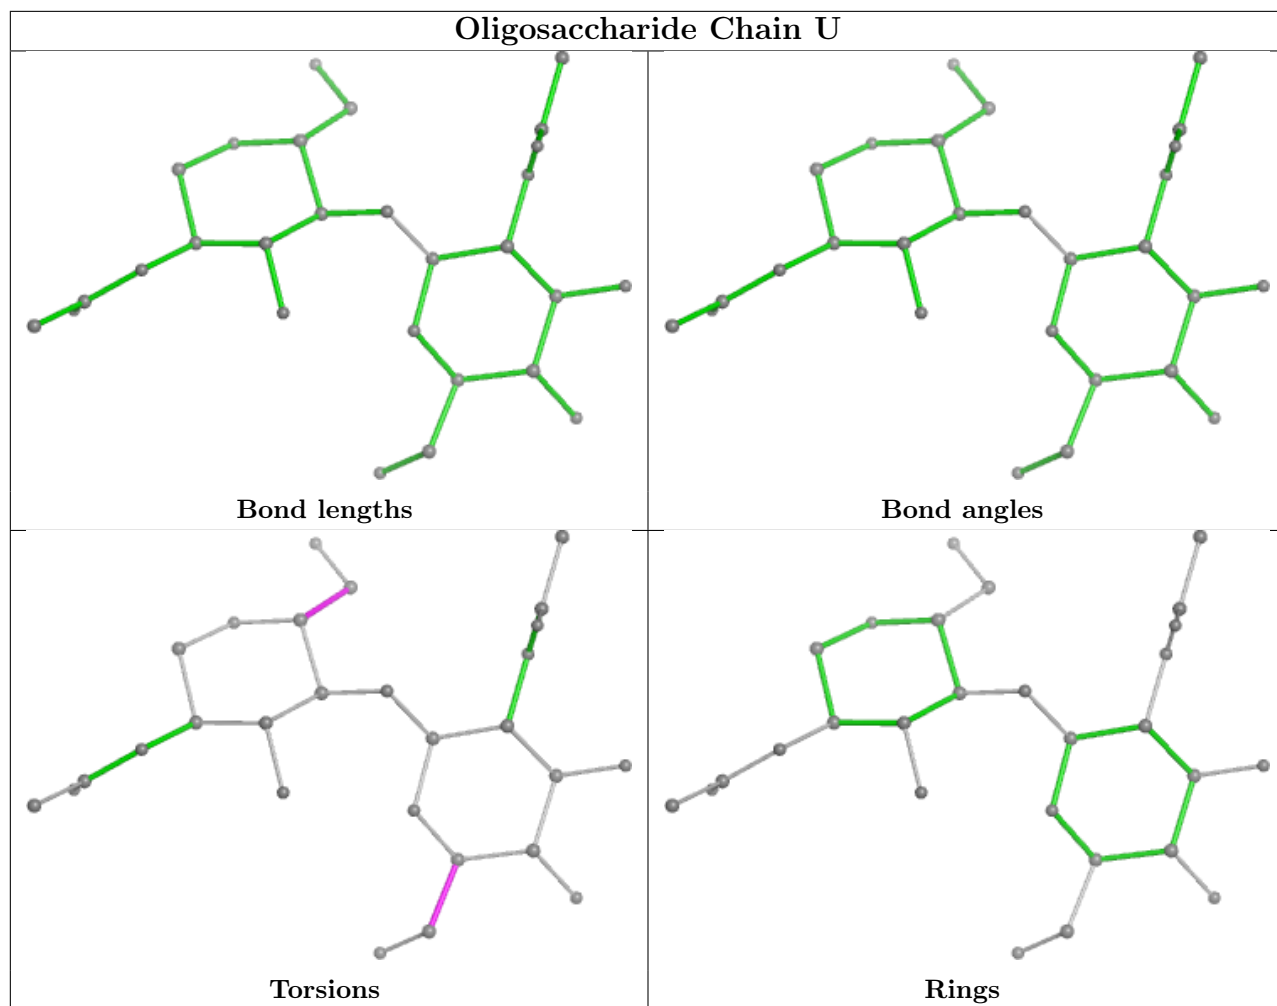 Oligosaccharide Chain U
Bond lengths
Bond angles
Torsions
Rings